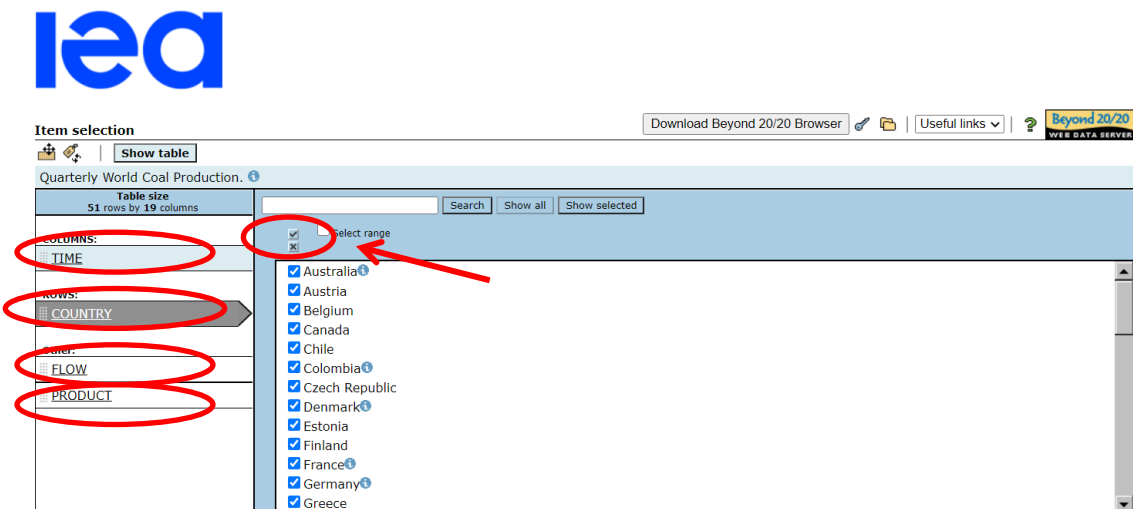 iea
Download Beyond 20/20 Browser | Useful links | ? Beyond 20/20
WEB DATA SERVER
Item selection
| Show table
Quarterly World Coal Production.
Table size
51 rows by 19 columns
Search Show all Show selected
Select range
COLUMNS:
TIME
ROWS:
COUNTRY
Other:
FLOW
PRODUCT
Australia
Austria
Belgium
Canada
Chile
Colombia
Czech Republic
Denmark
Estonia
Finland
France
Germany
Greece